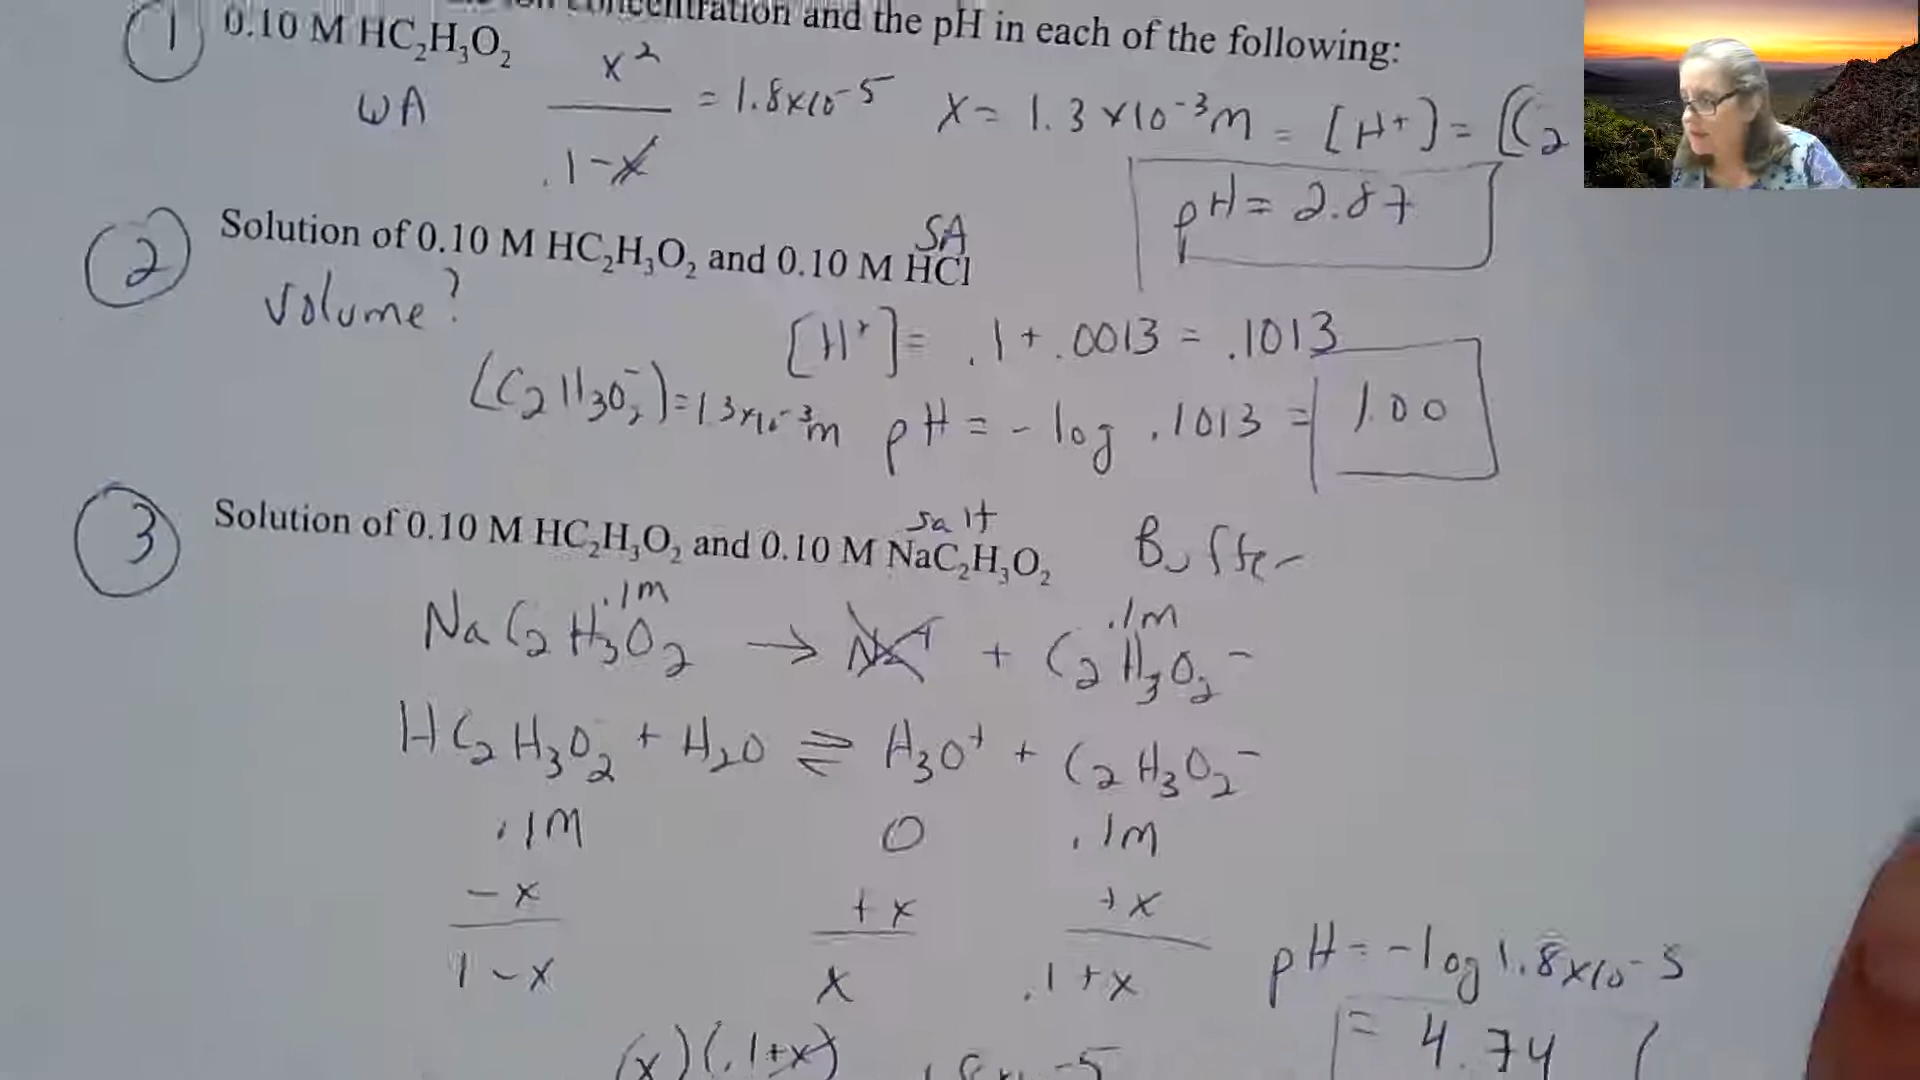 concentration and the pH in each of the following:
① 0.10 M HC₂H₃O₂
WA
x² / .1-x = 1.8x10⁻⁵ x = 1.3x10⁻³m = [H⁺] = [C₂
pH = 2.87
② Solution of 0.10 M HC₂H₃O₂ and 0.10 M HCl
SA
volume?
[H⁺] = .1 + .0013 = .1013
[C₂H₃O₂⁻] = 1.3x10⁻³m pH = - log .1013 = 1.00
③ Solution of 0.10 M HC₂H₃O₂ and 0.10 M NaC₂H₃O₂
salt
Buffer
.1m .1m
NaC₂H₃O₂ → Na⁺ + C₂H₃O₂⁻
HC₂H₃O₂ + H₂O ⇌ H₃O⁺ + C₂H₃O₂⁻
.1m 0 .1m
-x +x +x
1-x x .1+x
pH = -log 1.8x10⁻⁵
= 4.74
(x)(.1+x)